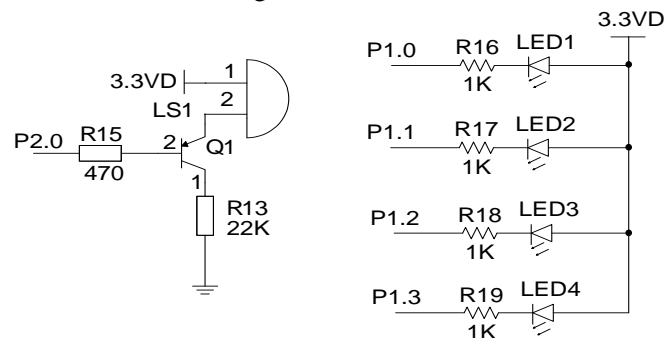 3.3VD
1
LS1
2
P2.0
R15
470
2
Q1
1
R13
22K
3.3VD
P1.0
R16
1K
LED1
P1.1
R17
1K
LED2
P1.2
R18
1K
LED3
P1.3
R19
1K
LED4